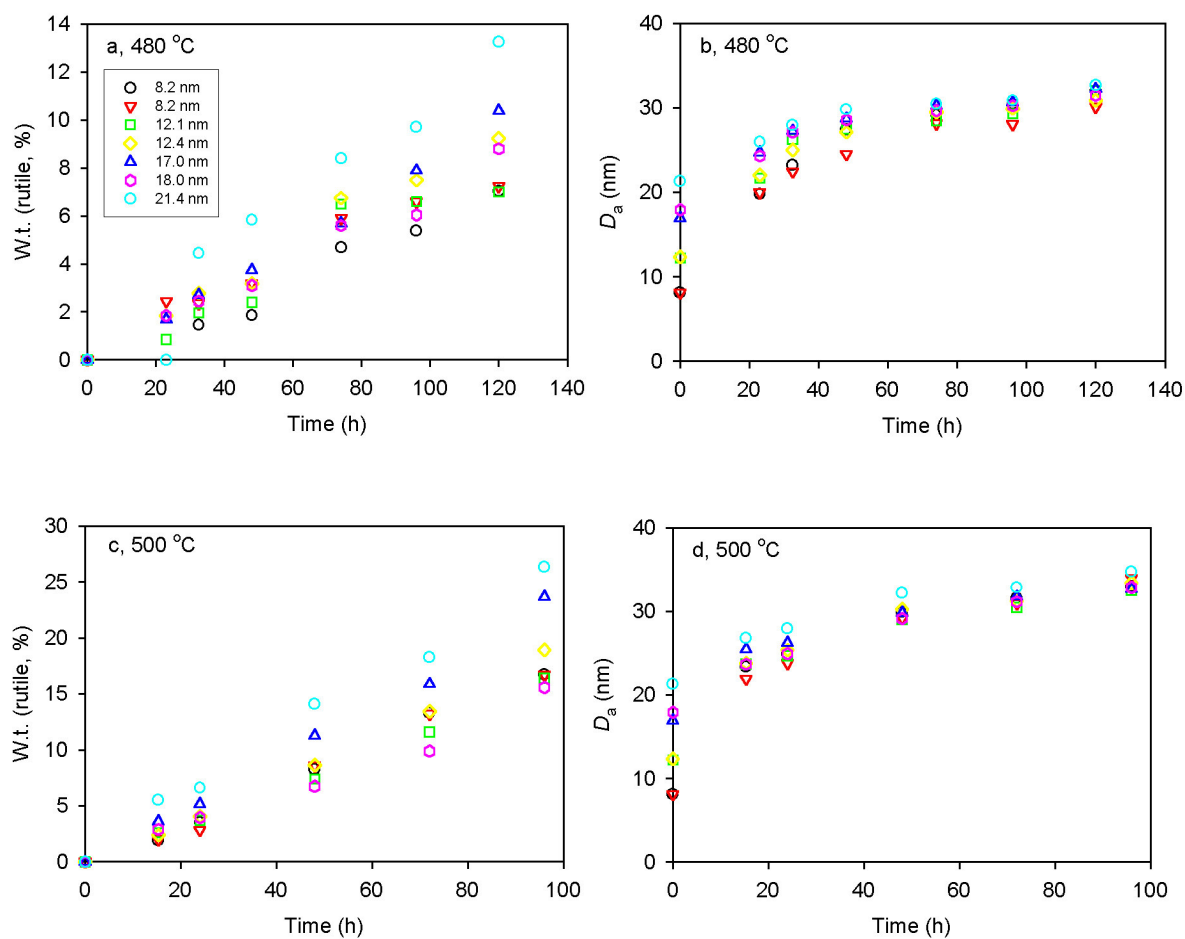 a, 480 °C
W.t. (rutile, %)
14
12
10
8
6
4
2
0
8.2 nm
8.2 nm
12.1 nm
12.4 nm
17.0 nm
18.0 nm
21.4 nm
0 20 40 60 80 100 120 140
Time (h)
b, 480 °C
Da (nm)
40
30
20
10
0
0 20 40 60 80 100 120 140
Time (h)
c, 500 °C
W.t. (rutile, %)
30
25
20
15
10
5
0
0 20 40 60 80 100
Time (h)
d, 500 °C
Da (nm)
40
30
20
10
0
0 20 40 60 80 100
Time (h)